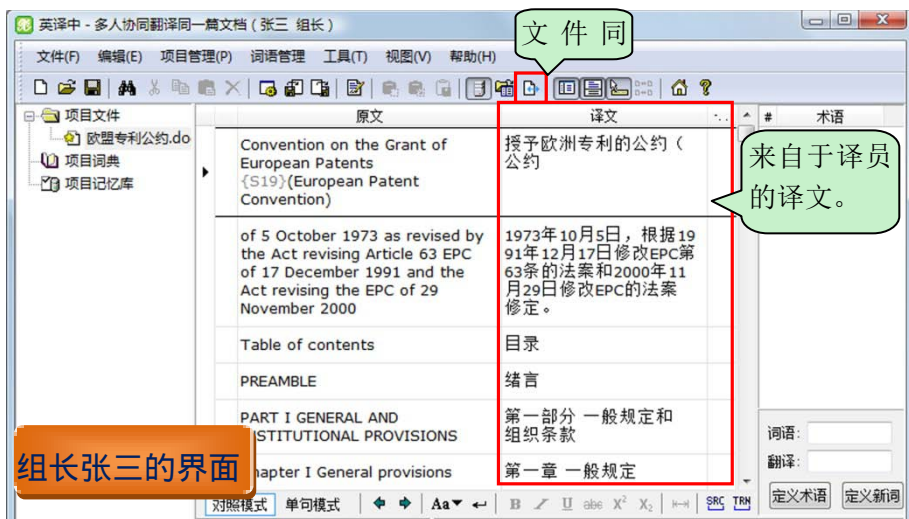 英译中 - 多人协同翻译同一篇文档（张三 组长）
文件同
文件(F) 编辑(E) 项目管理(P) 词语管理 工具(T) 视图(V) 帮助(H)
项目文件
欧盟专利公约.do
项目词典
项目记忆库
原文 译文 # 术语
Convention on the Grant of
European Patents
{S19}(European Patent
Convention)
授予欧洲专利的公约（
公约
来自于译员
的译文。
of 5 October 1973 as revised by
the Act revising Article 63 EPC
of 17 December 1991 and the
Act revising the EPC of 29
November 2000
1973年10月5日，根据19
91年12月17日修改EPC第
63条的法案和2000年11
月29日修改EPC的法案
修定。
Table of contents
目录
PREAMBLE
绪言
PART I GENERAL AND
NSTITUTIONAL PROVISIONS
第一部分 一般规定和
组织条款
hapter I General provisions
第一章 一般规定
组长张三的界面
词语:
翻译:
定义术语 定义新词
对照模式 单句模式 Aa B I U abc X² X₂ SRC TRN